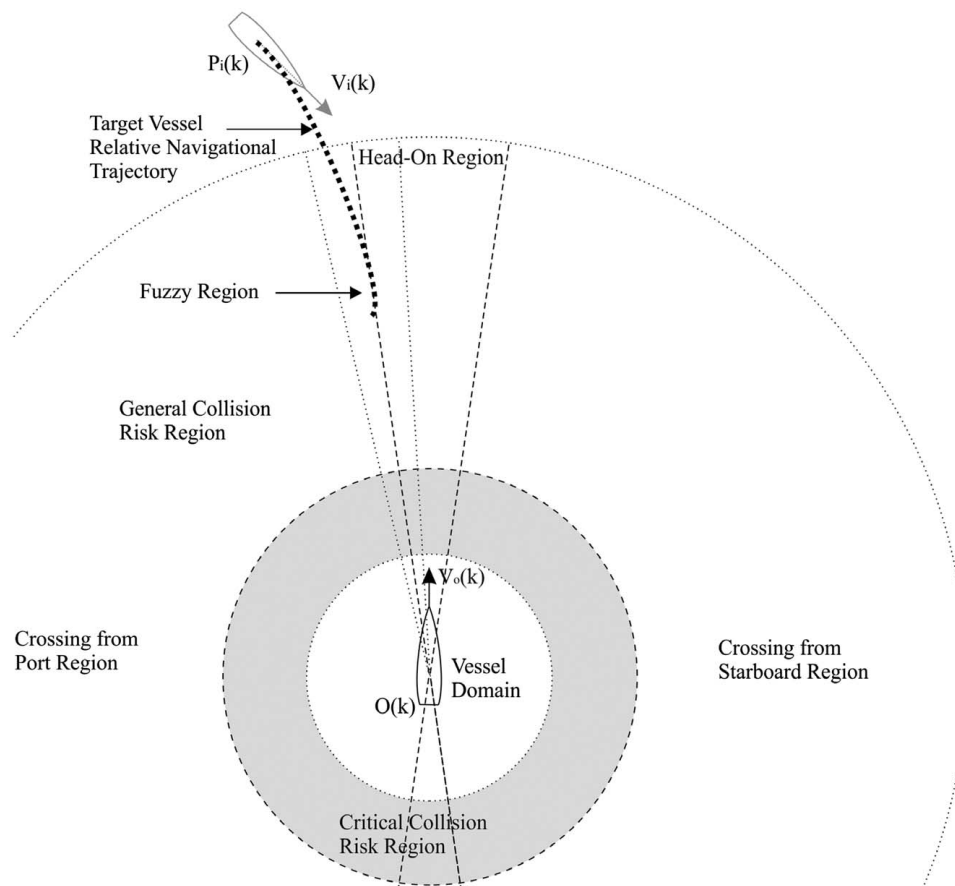 Pi(k)
Vi(k)
Target Vessel
Relative Navigational
Trajectory
Head-On Region
Fuzzy Region
General Collision
Risk Region
Vo(k)
Crossing from
Port Region
Vessel
Domain
Crossing from
Starboard Region
O(k)
Critical Collision
Risk Region